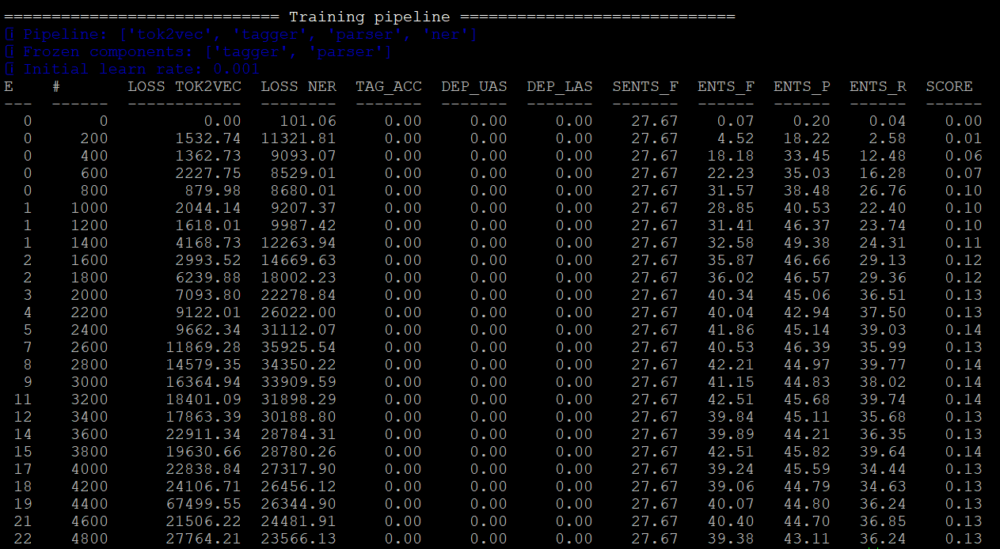 ============================= Training pipeline =============================
ℹ Pipeline: ['tok2vec', 'tagger', 'parser', 'ner']
ℹ Frozen components: ['tagger', 'parser']
ℹ Initial learn rate: 0.001
E    #       LOSS TOK2VEC  LOSS NER  TAG_ACC  DEP_UAS  DEP_LAS  SENTS_F  ENTS_F  ENTS_P  ENTS_R  SCORE
---  ------  ------------  --------  -------  -------  -------  -------  ------  ------  ------  ------
  0       0          0.00    101.06     0.00     0.00     0.00    27.67    0.07    0.20    0.04    0.00
  0     200       1532.74  11321.81     0.00     0.00     0.00    27.67    4.52   18.22    2.58    0.01
  0     400       1362.73   9093.07     0.00     0.00     0.00    27.67   18.18   33.45   12.48    0.06
  0     600       2227.75   8529.01     0.00     0.00     0.00    27.67   22.23   35.03   16.28    0.07
  0     800        879.98   8680.01     0.00     0.00     0.00    27.67   31.57   38.48   26.76    0.10
  1    1000       2044.14   9207.37     0.00     0.00     0.00    27.67   28.85   40.53   22.40    0.10
  1    1200       1618.01   9987.42     0.00     0.00     0.00    27.67   31.41   46.37   23.74    0.10
  1    1400       4168.73  12263.94     0.00     0.00     0.00    27.67   32.58   49.38   24.31    0.11
  2    1600       2993.52  14669.63     0.00     0.00     0.00    27.67   35.87   46.66   29.13    0.12
  2    1800       6239.88  18002.23     0.00     0.00     0.00    27.67   36.02   46.57   29.36    0.12
  3    2000       7093.80  22278.84     0.00     0.00     0.00    27.67   40.34   45.06   36.51    0.13
  4    2200       9122.01  26022.00     0.00     0.00     0.00    27.67   40.04   42.94   37.50    0.13
  5    2400       9662.34  31112.07     0.00     0.00     0.00    27.67   41.86   45.14   39.03    0.14
  7    2600      11869.28  35925.54     0.00     0.00     0.00    27.67   40.53   46.39   35.99    0.13
  8    2800      14579.35  34350.22     0.00     0.00     0.00    27.67   42.21   44.97   39.77    0.14
  9    3000      16364.94  33909.59     0.00     0.00     0.00    27.67   41.15   44.83   38.02    0.14
 11    3200      18401.09  31898.29     0.00     0.00     0.00    27.67   42.51   45.68   39.74    0.14
 12    3400      17863.39  30188.80     0.00     0.00     0.00    27.67   39.84   45.11   35.68    0.13
 14    3600      22911.34  28784.31     0.00     0.00     0.00    27.67   39.89   44.21   36.35    0.13
 15    3800      19630.66  28780.26     0.00     0.00     0.00    27.67   42.51   45.82   39.64    0.14
 17    4000      22838.84  27317.90     0.00     0.00     0.00    27.67   39.24   45.59   34.44    0.13
 18    4200      24106.71  26456.12     0.00     0.00     0.00    27.67   39.06   44.79   34.63    0.13
 19    4400      67499.55  26344.90     0.00     0.00     0.00    27.67   40.07   44.80   36.24    0.13
 21    4600      21506.22  24481.91     0.00     0.00     0.00    27.67   40.40   44.70   36.85    0.13
 22    4800      27764.21  23566.13     0.00     0.00     0.00    27.67   39.38   43.11   36.24    0.13